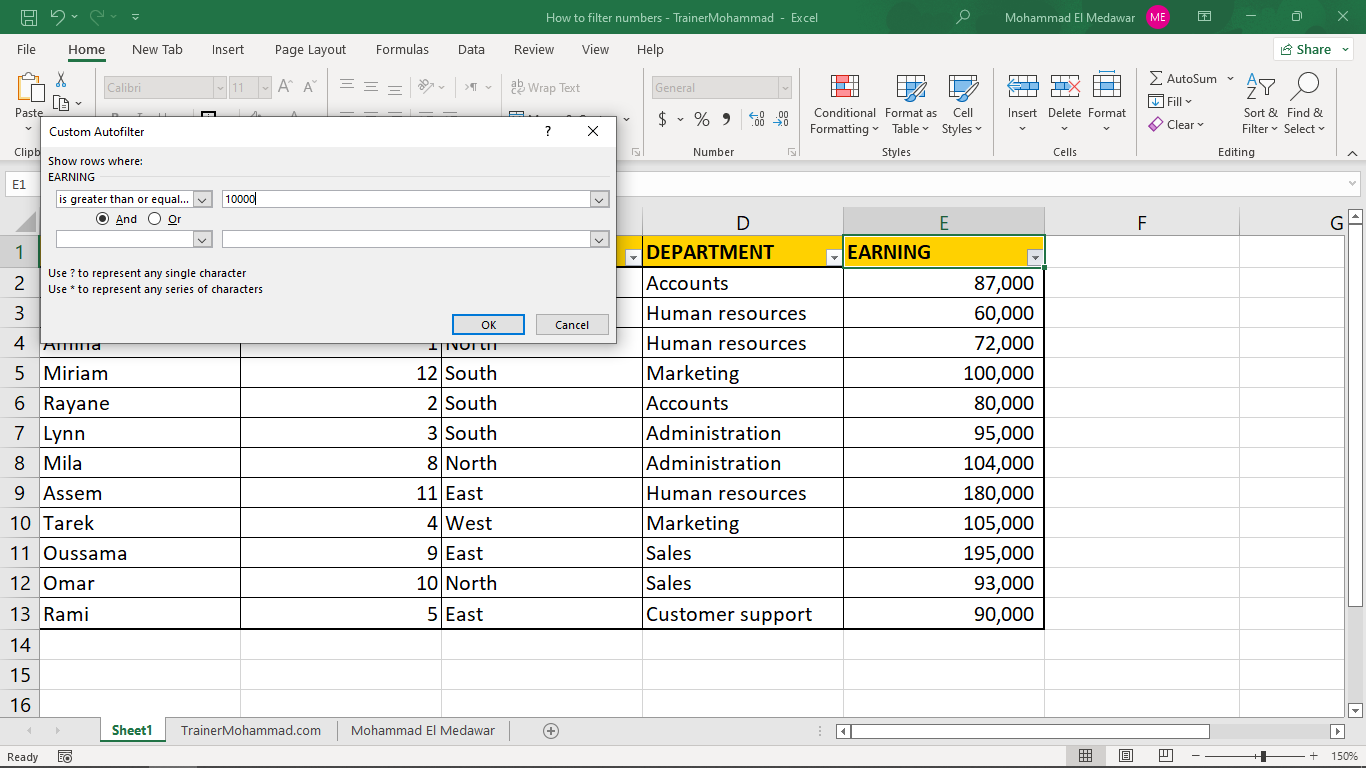 How to filter numbers - TrainerMohammad - Excel
Mohammad El Medawar ME
File Home New Tab Insert Page Layout Formulas Data Review View Help Share
Paste
Calibri 11
Wrap Text
General
$ % 9
Conditional Formatting
Format as Table
Cell Styles
Insert Delete Format
AutoSum
Fill
Clear
Sort & Filter
Find & Select
Number Styles Cells Editing
E1
Custom Autofilter ? X
Show rows where:
EARNING
is greater than or equal... 10000
And Or
Use ? to represent any single character
Use * to represent any series of characters
OK Cancel
D E F G
1 DEPARTMENT EARNING
2 Accounts 87,000
3 Human resources 60,000
4 Amina 1 North Human resources 72,000
5 Miriam 12 South Marketing 100,000
6 Rayane 2 South Accounts 80,000
7 Lynn 3 South Administration 95,000
8 Mila 8 North Administration 104,000
9 Assem 11 East Human resources 180,000
10 Tarek 4 West Marketing 105,000
11 Oussama 9 East Sales 195,000
12 Omar 10 North Sales 93,000
13 Rami 5 East Customer support 90,000
14
15
16
Sheet1 TrainerMohammad.com Mohammad El Medawar
Ready 150%